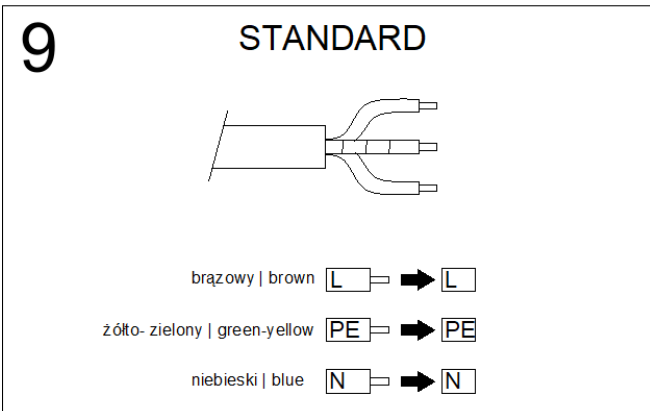 9
STANDARD
brązowy | brown L L
żółto- zielony | green-yellow PE PE
niebieski | blue N N